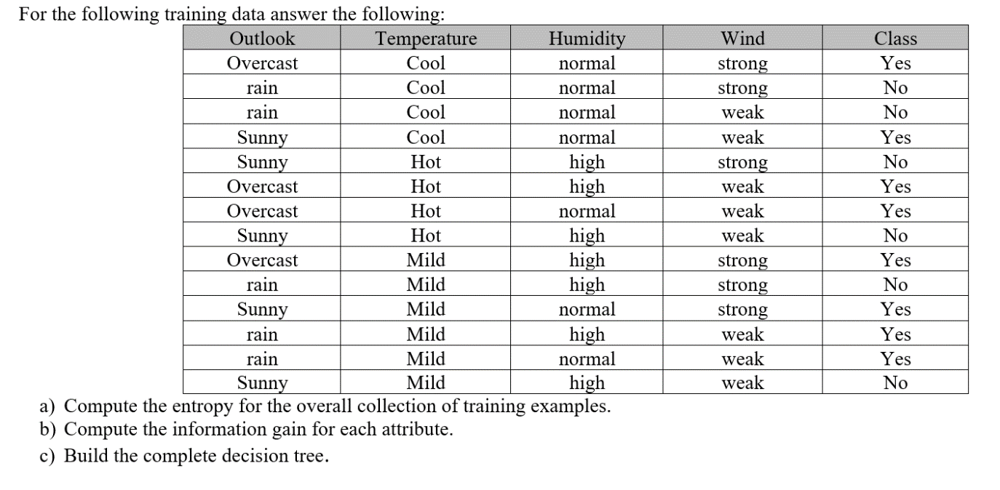 For the following training data answer the following:
Outlook Temperature Humidity Wind Class
Overcast Cool normal strong Yes
rain Cool normal strong No
rain Cool normal weak No
Sunny Cool normal weak Yes
Sunny Hot high strong No
Overcast Hot high weak Yes
Overcast Hot normal weak Yes
Sunny Hot high weak No
Overcast Mild high strong Yes
rain Mild high strong No
Sunny Mild normal strong Yes
rain Mild high weak Yes
rain Mild normal weak Yes
Sunny Mild high weak No
a) Compute the entropy for the overall collection of training examples.
b) Compute the information gain for each attribute.
c) Build the complete decision tree.